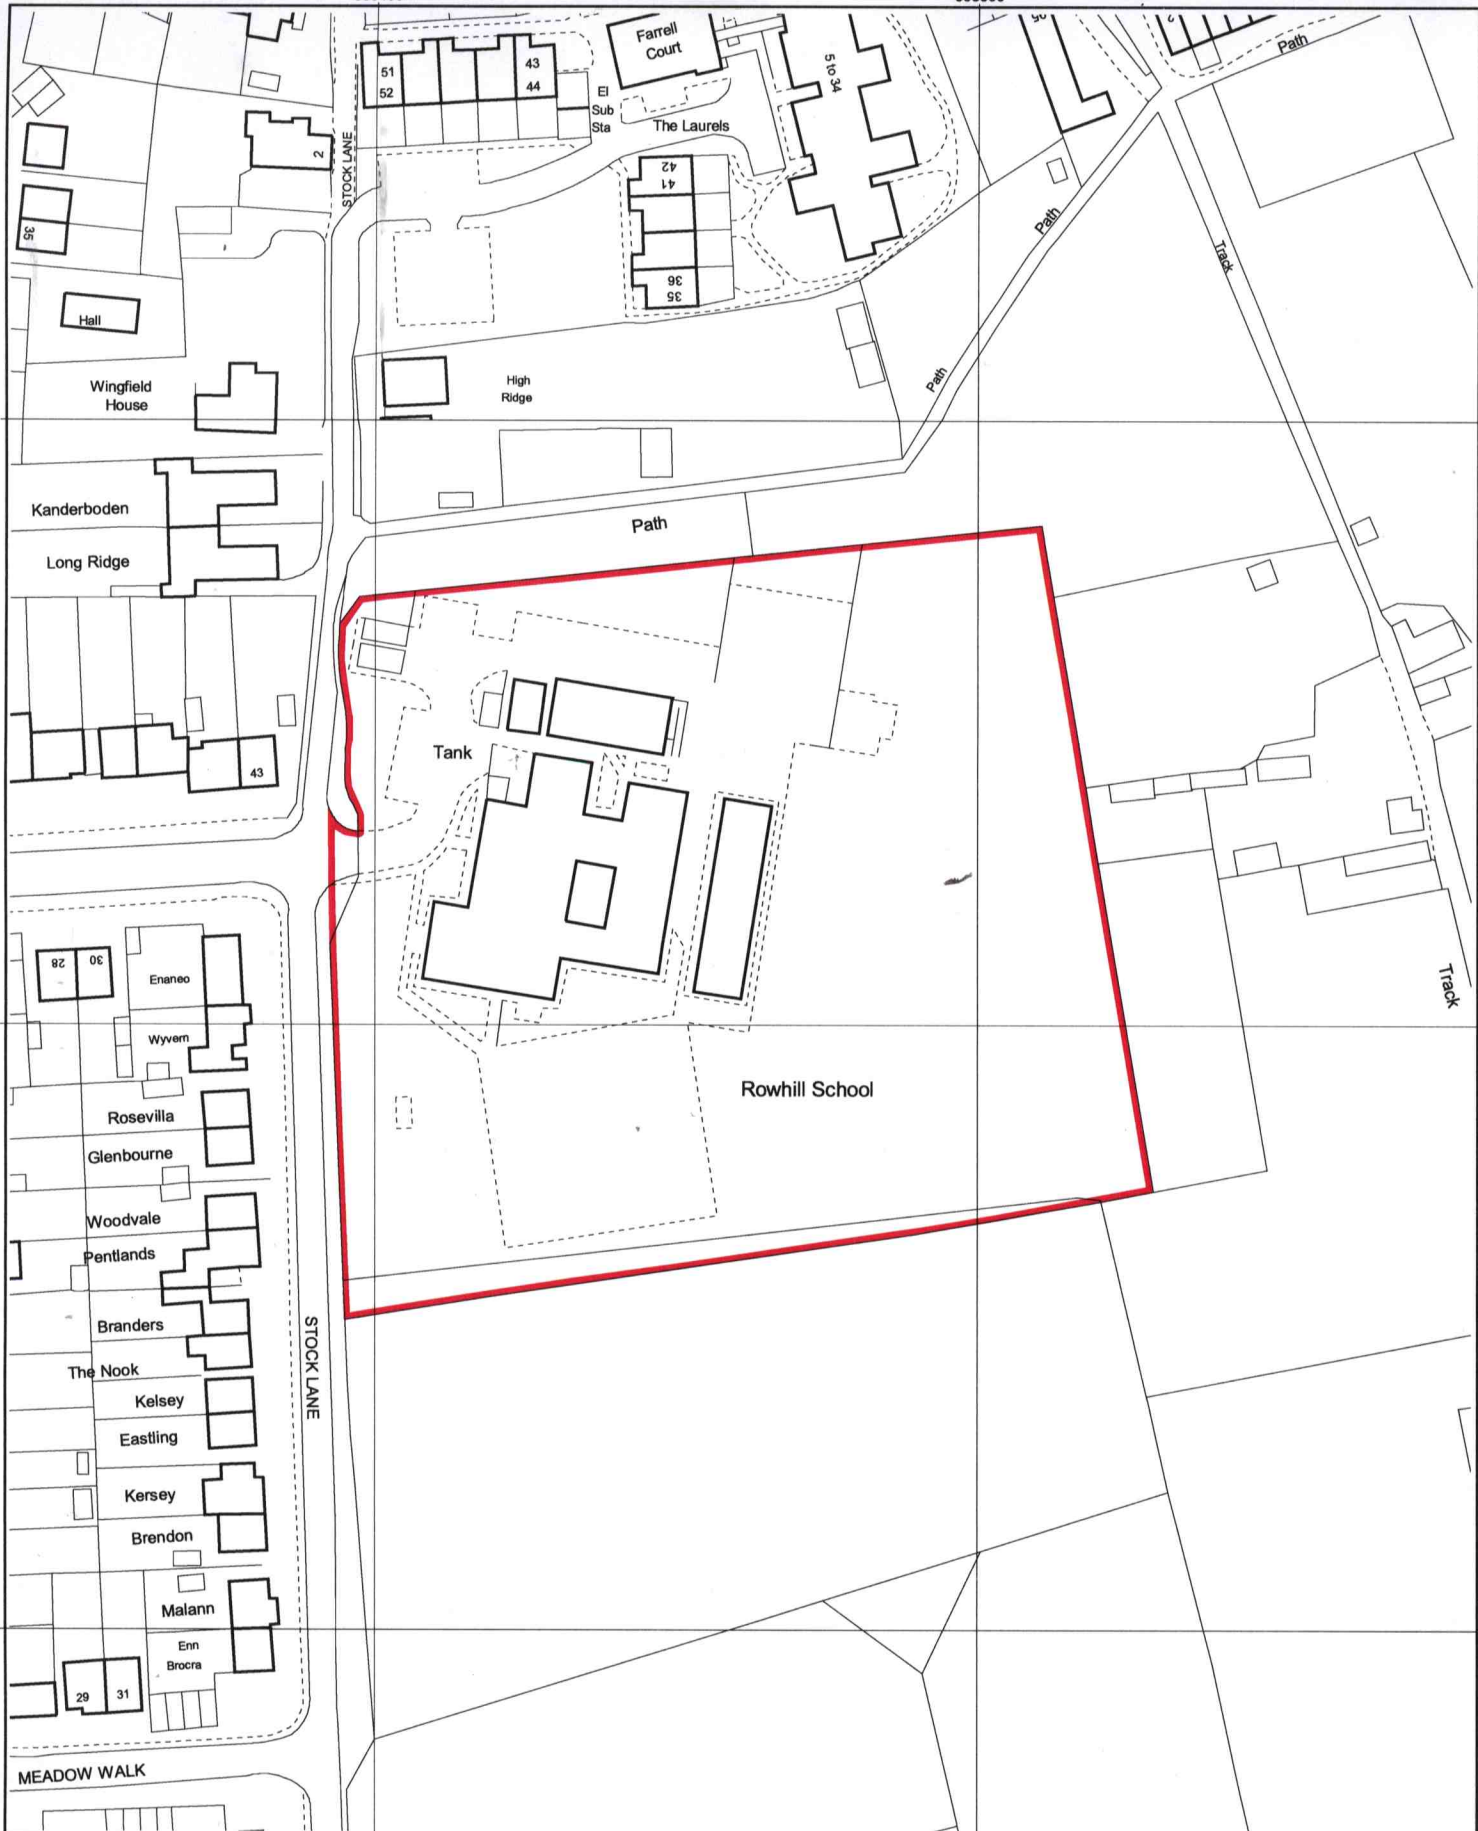 Farrell
Court
51
52
43
44
5 to 34
Path
El
Sub
Sta
The Laurels
2
STOCK LANE
42
41
35
Path
Track
36
35
Hall
Wingfield
House
High
Ridge
Path
Kanderboden
Path
Long Ridge
Tank
43
28
30
Enaneo
Track
Wyvern
Rosevilla
Rowhill School
Glenbourne
Woodvale
Pentlands
Branders
STOCK LANE
The Nook
Kelsey
Eastling
Kersey
Brendon
Malann
Enn
Brocra
29
31
MEADOW WALK